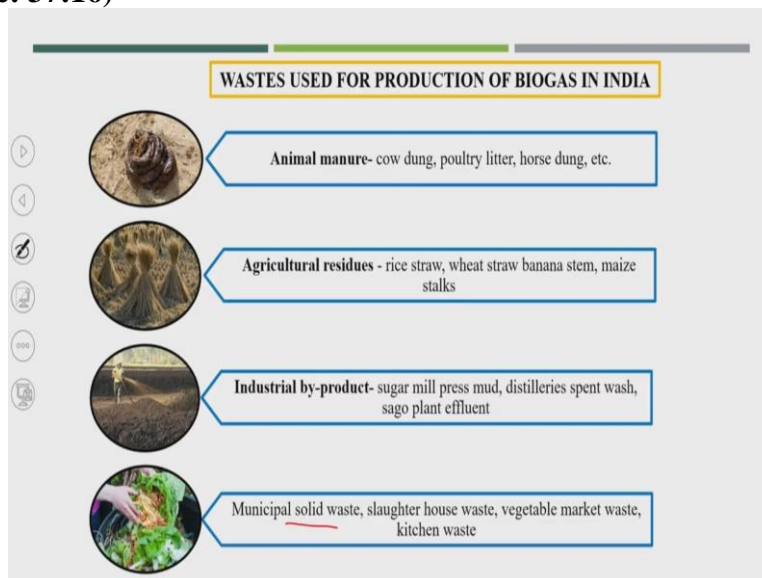 WASTES USED FOR PRODUCTION OF BIOGAS IN INDIA
Animal manure- cow dung, poultry litter, horse dung, etc.
Agricultural residues - rice straw, wheat straw banana stem, maize
stalks
Industrial by-product- sugar mill press mud, distilleries spent wash,
sago plant effluent
Municipal solid waste, slaughter house waste, vegetable market waste,
kitchen waste